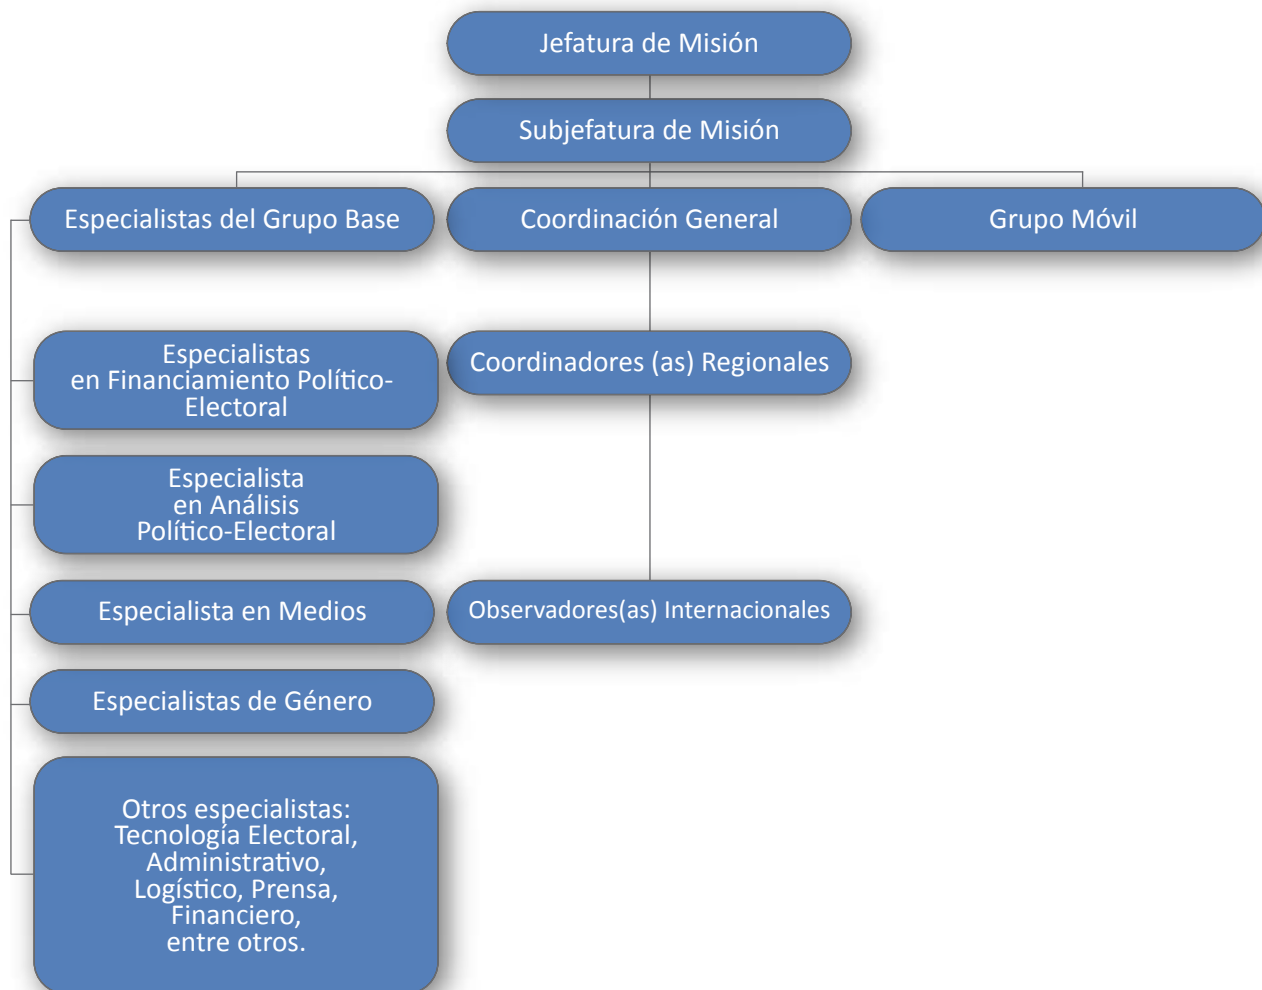 Jefatura de Misión
Subjefatura de Misión
Especialistas del Grupo Base
Coordinación General
Grupo Móvil
Especialistas
en Financiamiento Político-
Electoral
Coordinadores (as) Regionales
Especialista
en Análisis
Político-Electoral
Especialista en Medios
Observadores(as) Internacionales
Especialistas de Género
Otros especialistas:
Tecnología Electoral,
Administrativo,
Logístico, Prensa,
Financiero,
entre otros.